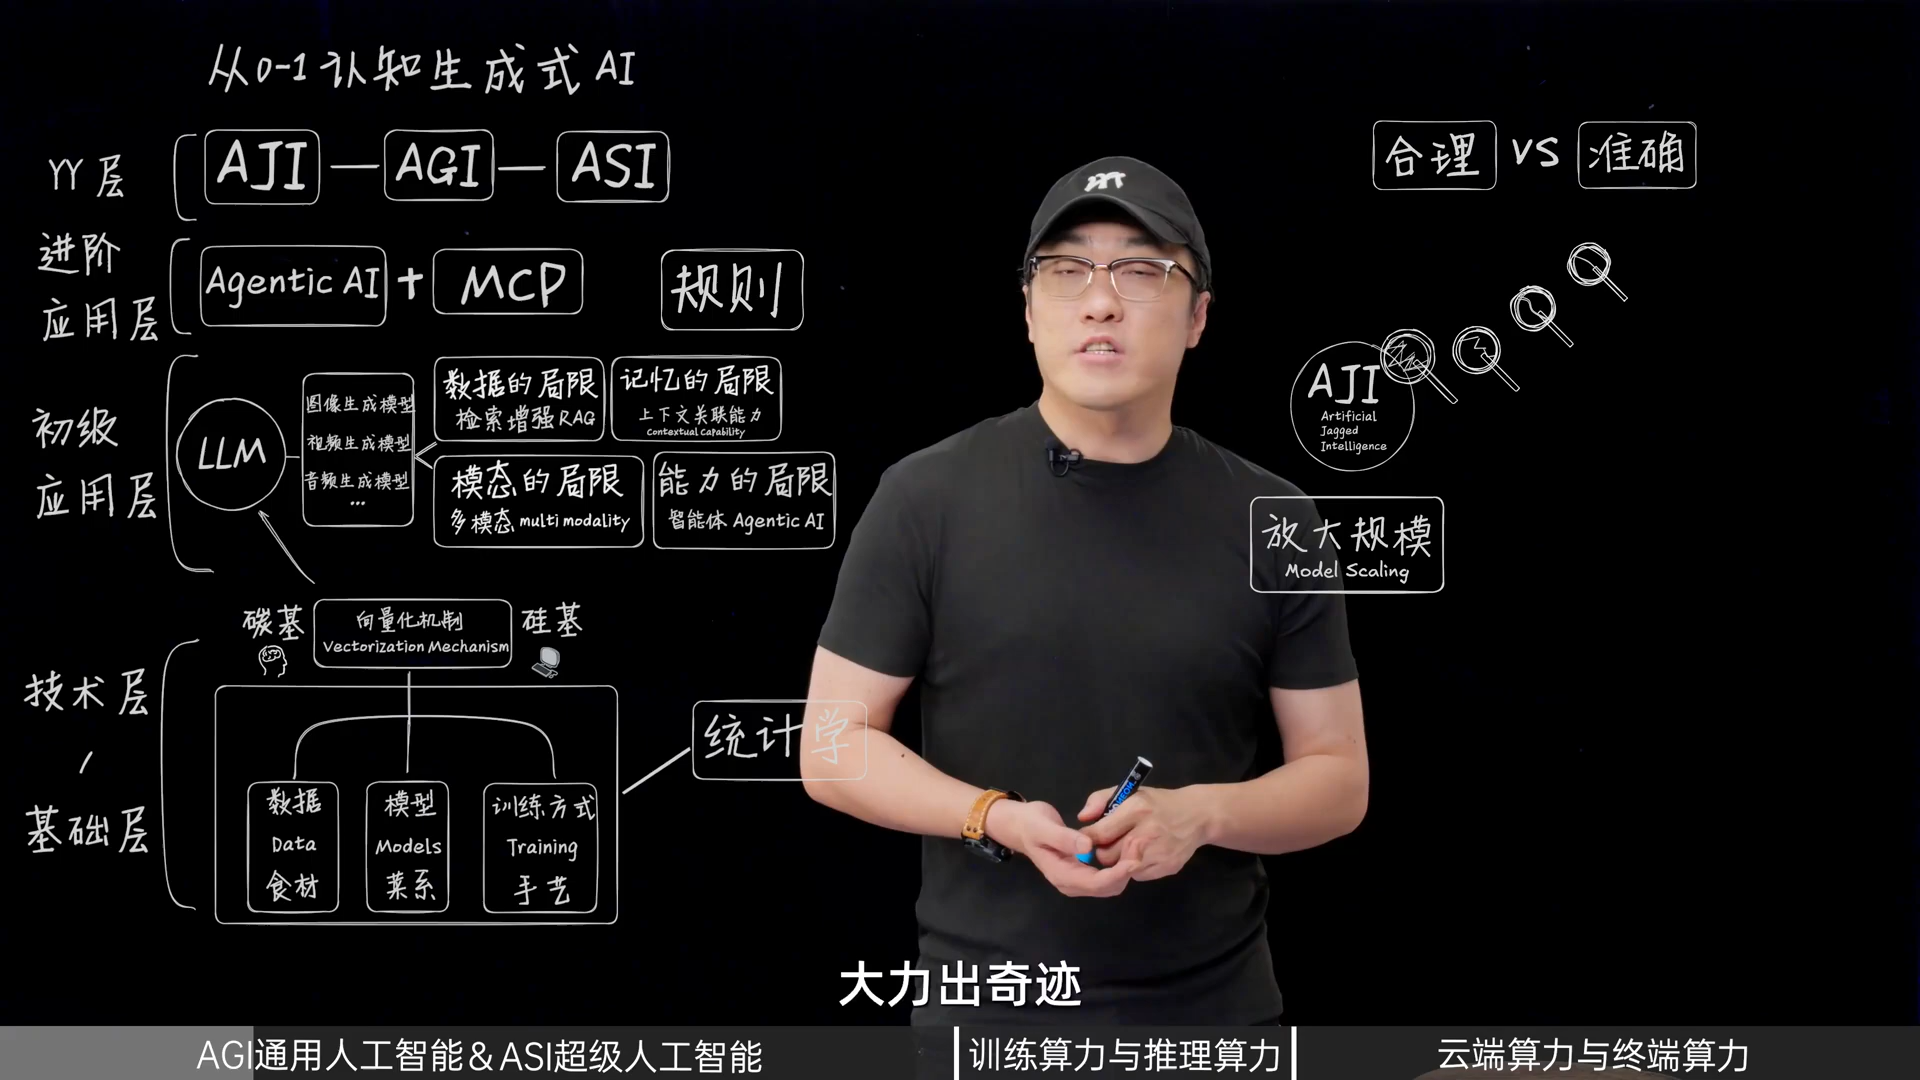 从0-1认知生成式AI
YY层
AJI — AGI — ASI
进阶
应用层
Agentic AI + MCP
规则
初级
应用层
LLM
图像生成模型
视频生成模型
音频生成模型
...
数据的局限
检索增强RAG
记忆的局限
上下文关联能力
Contextual Capability
模态的局限
多模态 multi modality
能力的局限
智能体 Agentic AI
碳基
向量化机制
Vectorization Mechanism
硅基
技术层
/
基础层
数据
Data
食材
模型
Models
菜系
训练方式
Training
手艺
统计学
合理 VS 准确
AJI
Artificial
Jagged
Intelligence
放大规模
Model Scaling
大力出奇迹
AGI通用人工智能&ASI超级人工智能
训练算力与推理算力
云端算力与终端算力